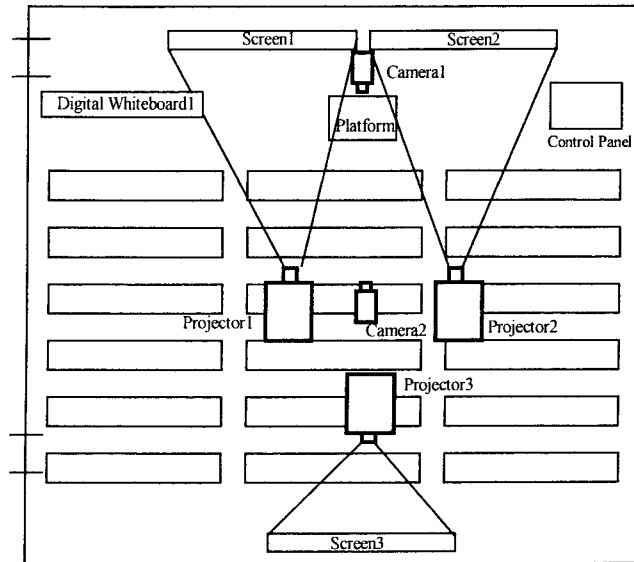 Screen1
Screen2
Camera1
Digital Whiteboard1
Platform
Control Panel
Projector1
Camera2
Projector2
Projector3
Screen3